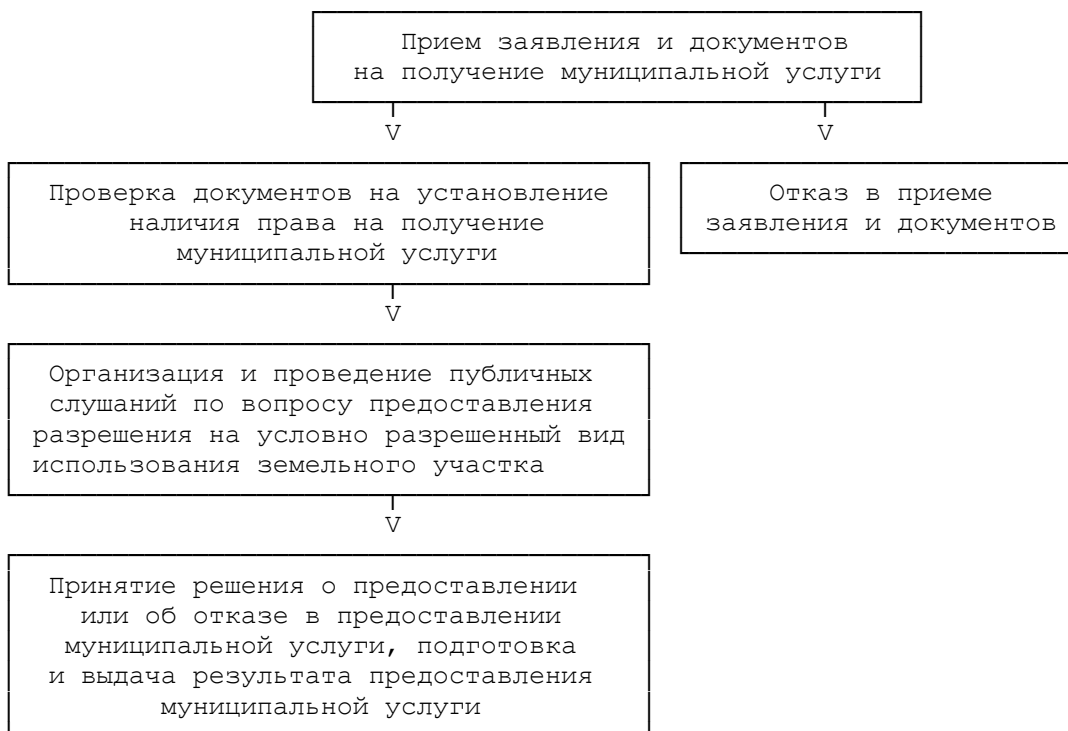 Прием заявления и документов
на получение муниципальной услуги
V
V
Проверка документов на установление
наличия права на получение
муниципальной услуги
Отказ в приеме
заявления и документов
V
Организация и проведение публичных
слушаний по вопросу предоставления
разрешения на условно разрешенный вид
использования земельного участка
V
Принятие решения о предоставлении
или об отказе в предоставлении
муниципальной услуги, подготовка
и выдача результата предоставления
муниципальной услуги